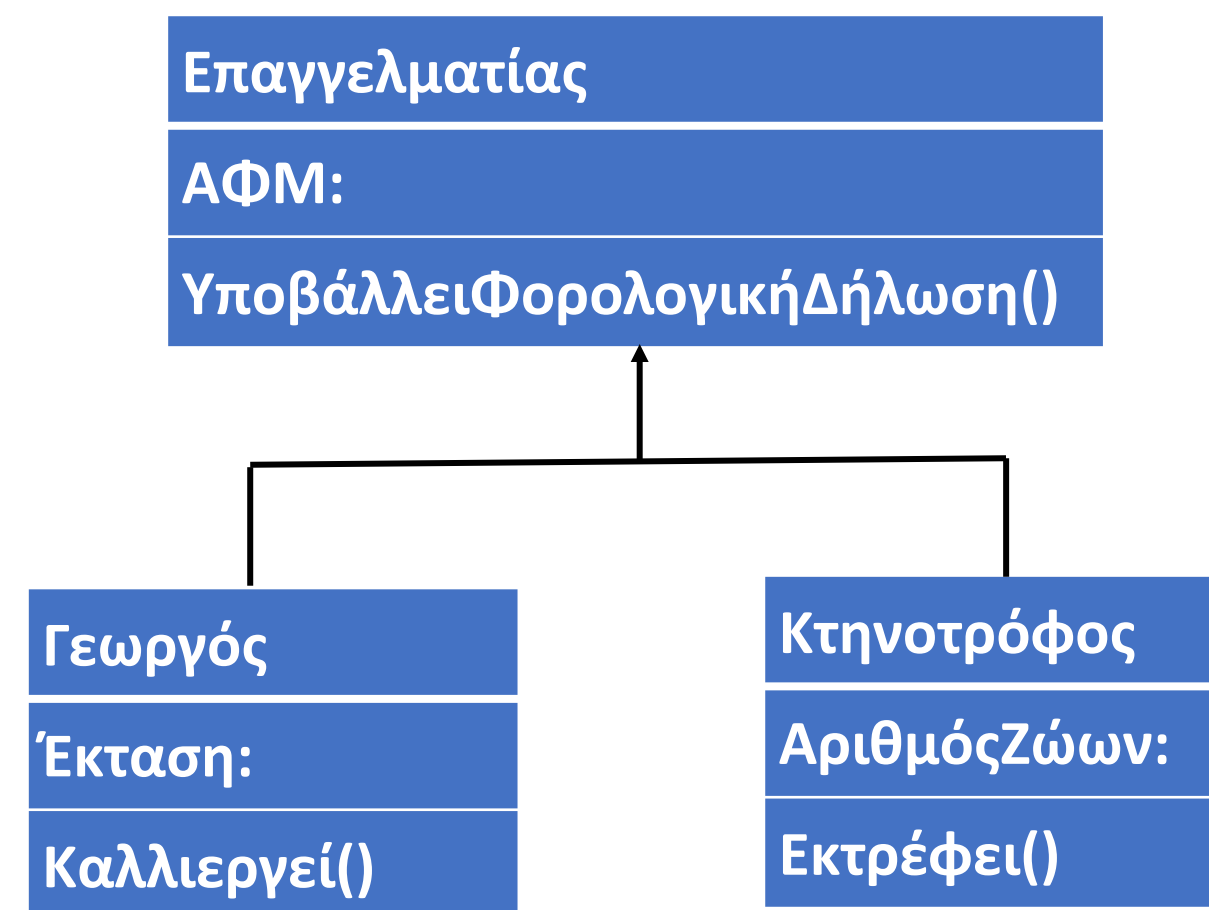 Επαγγελματίας
ΑΦΜ:
ΥποβάλλειΦορολογικήΔήλωση()
Γεωργός
Έκταση:
Καλλιεργεί()
Κτηνοτρόφος
ΑριθμόςΖώων:
Εκτρέφει()